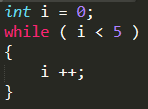 int i = 0;
while ( i < 5 )
{
    i ++;
}